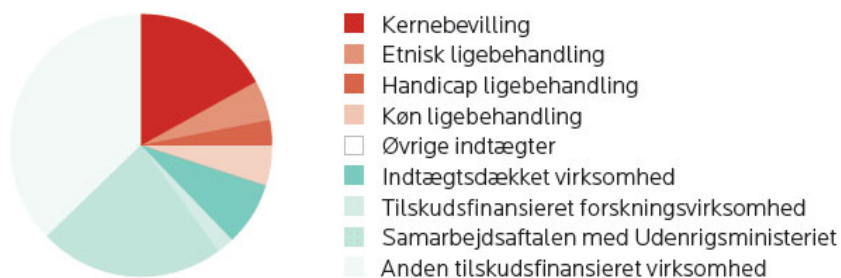 Kernebevilling
Etnisk ligebehandling
Handicap ligebehandling
Køn ligebehandling
Øvrige indtægter
Indtægtsdækket virksomhed
Tilskudsfinansieret forskningsvirksomhed
Samarbejdsaftalen med Udenrigsministeriet
Anden tilskudsfinansieret virksomhed